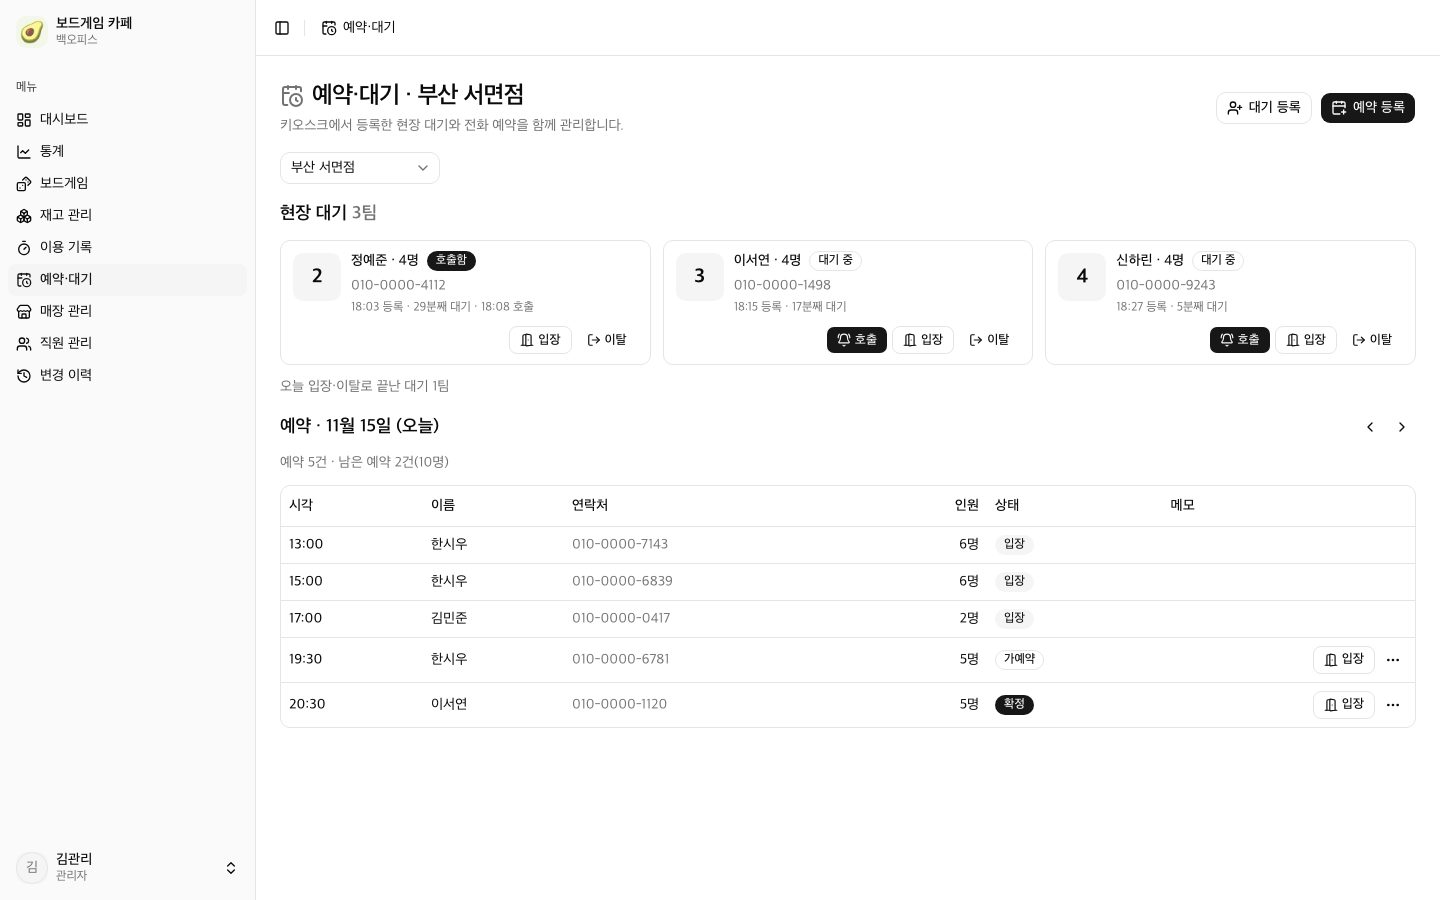 보드게임 카페
백오피스
메뉴
대시보드
통계
보드게임
재고 관리
이용 기록
예약·대기
매장 관리
직원 관리
변경 이력
김
김관리
관리자
예약·대기
예약·대기 · 부산 서면점
키오스크에서 등록한 현장 대기와 전화 예약을 함께 관리합니다.
대기 등록
예약 등록
부산 서면점
현장 대기 3팀
2
정예준 · 4명 호출함
010-0000-4112
18:03 등록 · 29분째 대기 · 18:08 호출
입장 이탈
3
이서연 · 4명 대기 중
010-0000-1498
18:15 등록 · 17분째 대기
호출 입장 이탈
4
신하린 · 4명 대기 중
010-0000-9243
18:27 등록 · 5분째 대기
호출 입장 이탈
오늘 입장·이탈로 끝난 대기 1팀
예약 · 11월 15일 (오늘)
예약 5건 · 남은 예약 2건(10명)
시각 이름 연락처 인원 상태 메모
13:00 한시우 010-0000-7143 6명 입장
15:00 한시우 010-0000-6839 6명 입장
17:00 김민준 010-0000-0417 2명 입장
19:30 한시우 010-0000-6781 5명 가예약 입장
20:30 이서연 010-0000-1120 5명 확정 입장